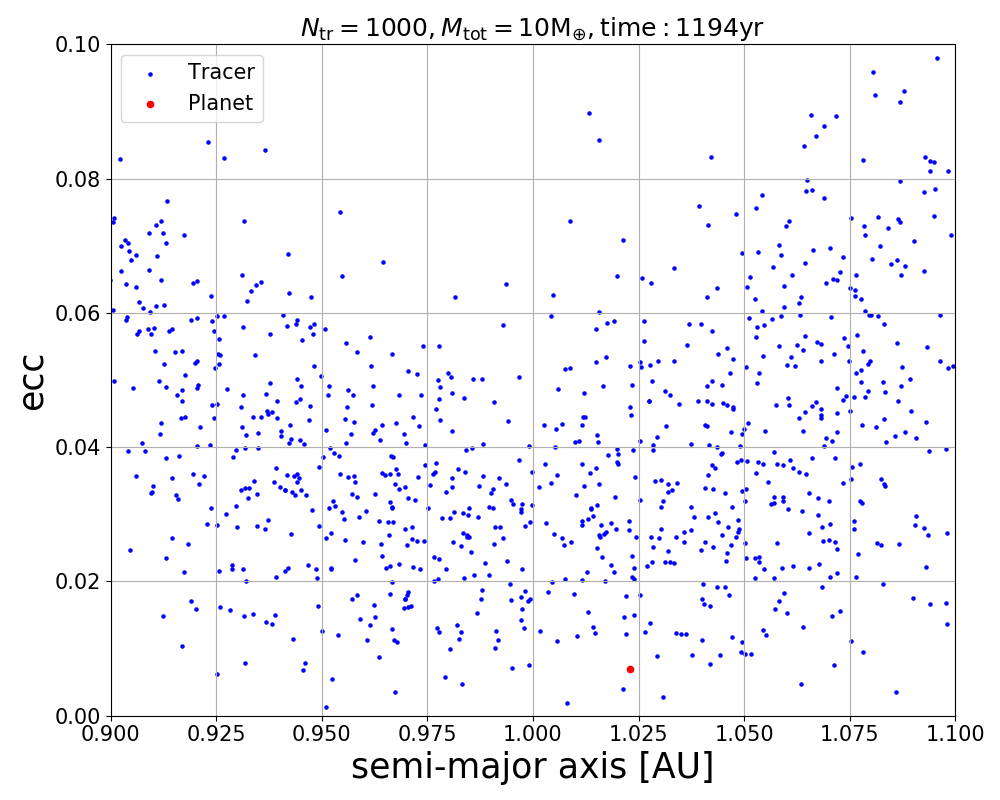 N_tr = 1000, M_tot = 10M_⊕, time : 1194yr
Tracer
Planet
ecc
0.10
0.08
0.06
0.04
0.02
0.00
0.900 0.925 0.950 0.975 1.000 1.025 1.050 1.075 1.100
semi-major axis [AU]